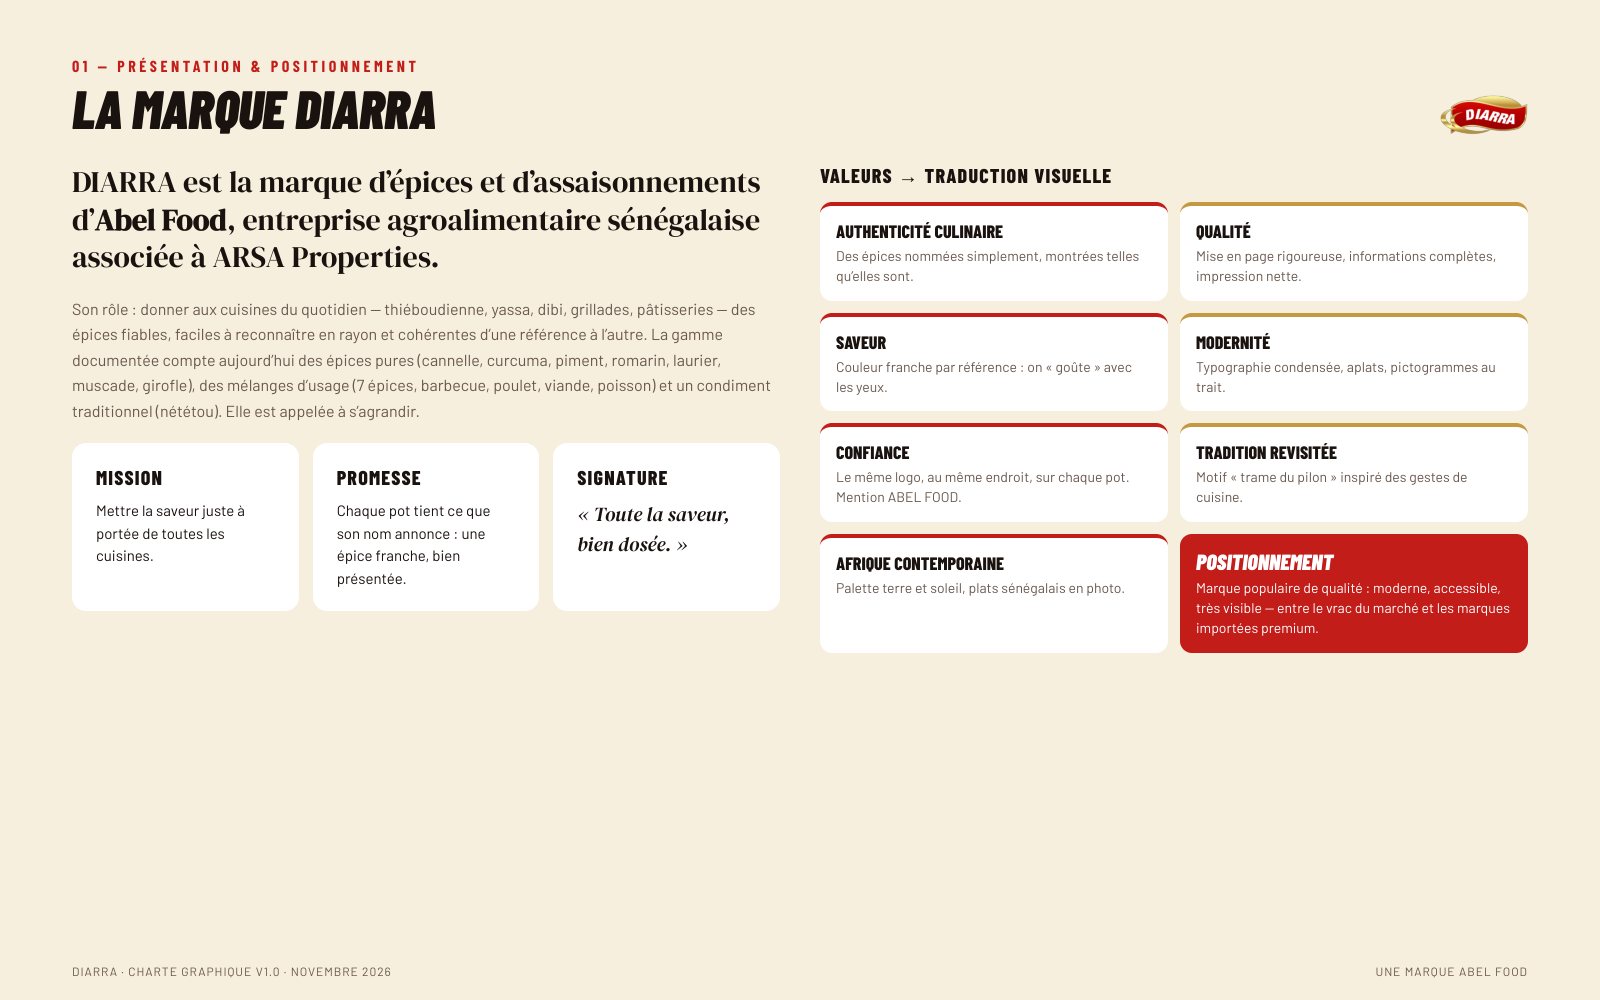 01 — PRÉSENTATION & POSITIONNEMENT
LA MARQUE DIARRA
DIARRA
DIARRA est la marque d’épices et d’assaisonnements
d’Abel Food, entreprise agroalimentaire sénégalaise
associée à ARSA Properties.
Son rôle : donner aux cuisines du quotidien — thiéboudienne, yassa, dibi, grillades, pâtisseries — des
épices fiables, faciles à reconnaître en rayon et cohérentes d’une référence à l’autre. La gamme
documentée compte aujourd’hui des épices pures (cannelle, curcuma, piment, romarin, laurier,
muscade, girofle), des mélanges d’usage (7 épices, barbecue, poulet, viande, poisson) et un condiment
traditionnel (nététou). Elle est appelée à s’agrandir.
MISSION
Mettre la saveur juste à
portée de toutes les
cuisines.
PROMESSE
Chaque pot tient ce que
son nom annonce : une
épice franche, bien
présentée.
SIGNATURE
« Toute la saveur,
bien dosée. »
VALEURS → TRADUCTION VISUELLE
AUTHENTICITÉ CULINAIRE
Des épices nommées simplement, montrées telles
qu’elles sont.
QUALITÉ
Mise en page rigoureuse, informations complètes,
impression nette.
SAVEUR
Couleur franche par référence : on « goûte » avec
les yeux.
MODERNITÉ
Typographie condensée, aplats, pictogrammes au
trait.
CONFIANCE
Le même logo, au même endroit, sur chaque pot.
Mention ABEL FOOD.
TRADITION REVISITÉE
Motif « trame du pilon » inspiré des gestes de
cuisine.
AFRIQUE CONTEMPORAINE
Palette terre et soleil, plats sénégalais en photo.
POSITIONNEMENT
Marque populaire de qualité : moderne, accessible,
très visible — entre le vrac du marché et les marques
importées premium.
DIARRA · CHARTE GRAPHIQUE V1.0 · NOVEMBRE 2026
UNE MARQUE ABEL FOOD